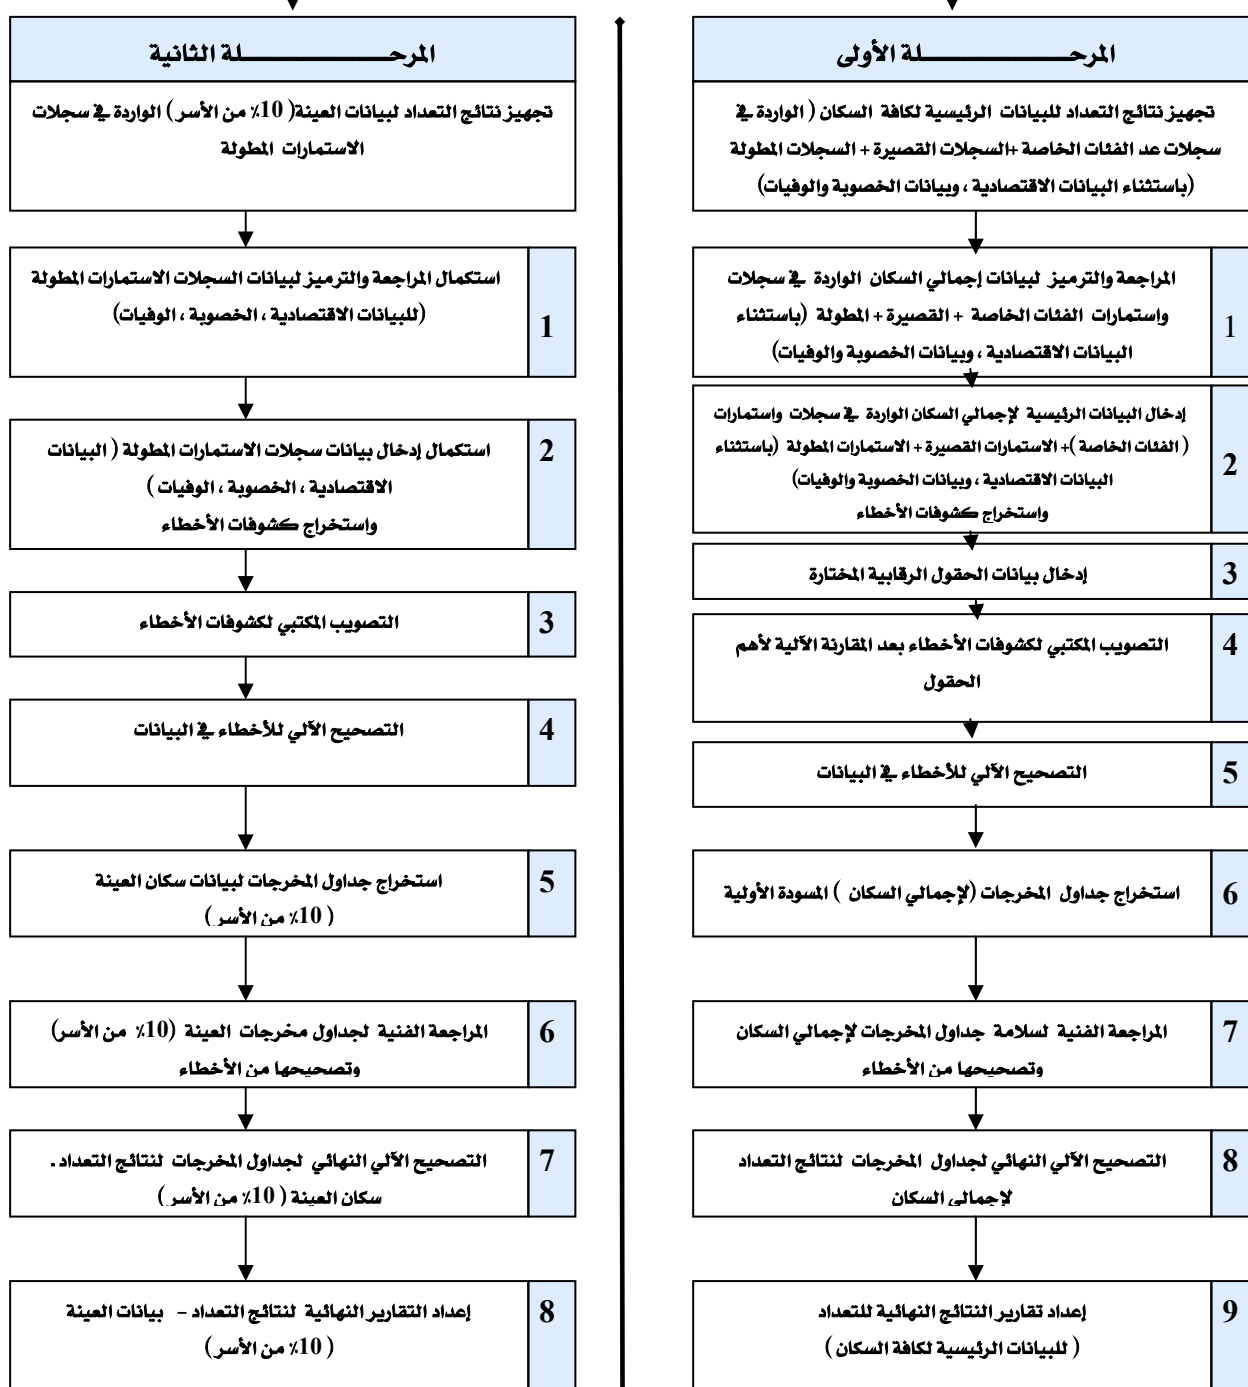 المرحـــــــــــــلة الأولى
تجهيز نتائج التعداد للبيانات الرئيسية لكافة السكان ( الواردة في
سجلات عد الفئات الخاصة +السجلات القصيرة + السجلات المطولة
(باستثناء البيانات الاقتصادية ، وبيانات الخصوبة والوفيات)
1
المراجعة والترميز لبيانات إجمالي السكان الواردة في سجلات
واستمارات الفئات الخاصة + القصيرة + المطولة (باستثناء
البيانات الاقتصادية ، وبيانات الخصوبة والوفيات)
2
إدخال البيانات الرئيسية لإجمالي السكان الواردة في سجلات واستمارات
( الفئات الخاصة )+ الاستمارات القصيرة + الاستمارات المطولة (باستثناء
البيانات الاقتصادية ، وبيانات الخصوبة والوفيات)
واستخراج كشوفات الأخطاء
3
إدخال بيانات الحقول الرقابية المختارة
4
التصويب المكتبي لكشوفات الأخطاء بعد المقارنة الآلية لأهم
الحقول
5
التصحيح الآلي للأخطاء في البيانات
6
استخراج جداول المخرجات (لإجمالي السكان ) المسودة الأولية
7
المراجعة الفنية لسلامة جداول المخرجات لإجمالي السكان
وتصحيحها من الأخطاء
8
التصحيح الآلي النهائي لجداول المخرجات لنتائج التعداد
لإجمالي السكان
9
إعداد تقارير النتائج النهائية للتعداد
( للبيانات الرئيسية لكافة السكان )
المرحـــــــــــــلة الثانية
تجهيز نتائج التعداد لبيانات العينة( 10٪ من الأسر ) الواردة في سجلات
الاستمارات المطولة
1
استكمال المراجعة والترميز لبيانات السجلات الاستمارات المطولة
(للبيانات الاقتصادية ، الخصوبة ، الوفيات)
2
استكمال إدخال بيانات سجلات الاستمارات المطولة ( البيانات
الاقتصادية ، الخصوبة ، الوفيات )
واستخراج كشوفات الأخطاء
3
التصويب المكتبي لكشوفات الأخطاء
4
التصحيح الآلي للأخطاء في البيانات
5
استخراج جداول المخرجات لبيانات سكان العينة
( 10٪ من الأسر )
6
المراجعة الفنية لجداول مخرجات العينة (10٪ من الأسر)
وتصحيحها من الأخطاء
7
التصحيح الآلي النهائي لجداول المخرجات لنتائج التعداد .
سكان العينة ( 10٪ من الأسر )
8
إعداد التقارير النهائية لنتائج التعداد - بيانات العينة
( 10٪ من الأسر )